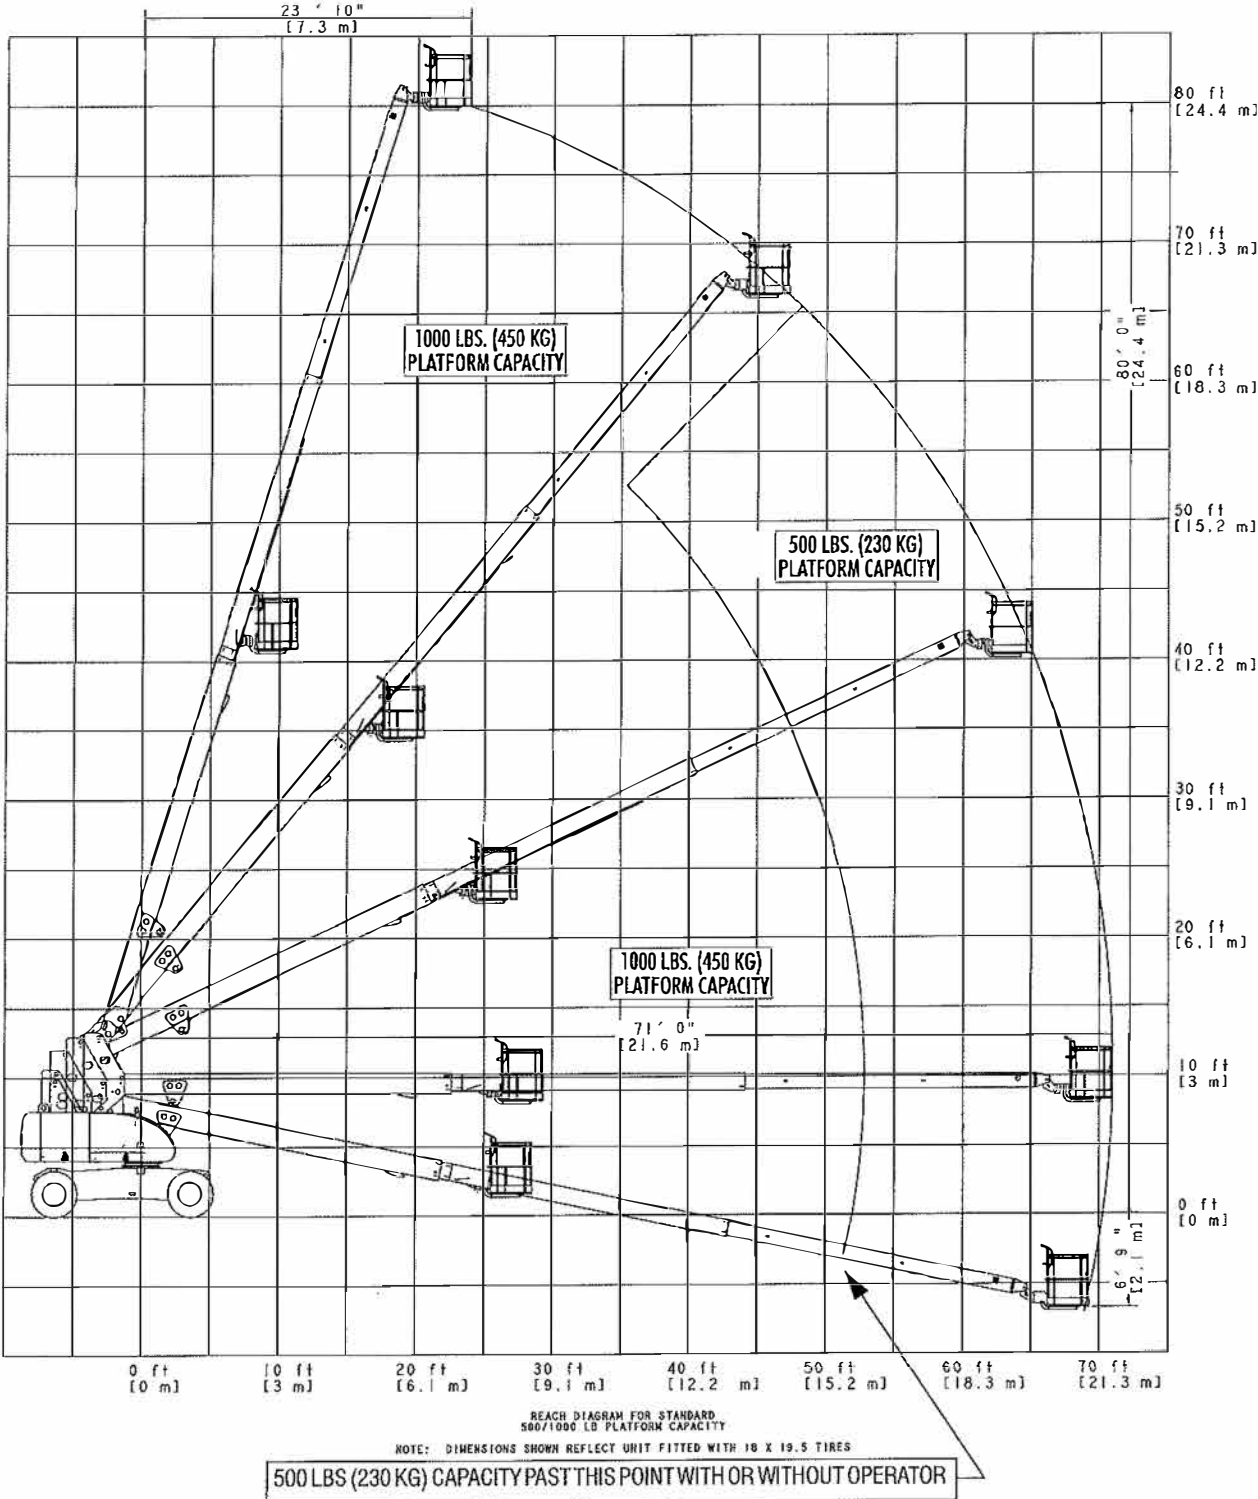 23 ' 10"
[7.3 m]
80 ft
[24.4 m]
70 ft
[21.3 m]
1000 LBS. (450 KG)
PLATFORM CAPACITY
80' 0"
[24.4 m]
60 ft
[18.3 m]
50 ft
[15.2 m]
500 LBS. (230 KG)
PLATFORM CAPACITY
40 ft
[12.2 m]
30 ft
[9.1 m]
20 ft
[6.1 m]
1000 LBS. (450 KG)
PLATFORM CAPACITY
71' 0"
[21.6 m]
10 ft
[3 m]
0 ft
[0 m]
6' 9 "
[2.1 m]
0 ft 10 ft 20 ft 30 ft 40 ft 50 ft 60 ft 70 ft
[0 m] [3 m] [6.1 m] [9.1 m] [12.2 m] [15.2 m] [18.3 m] [21.3 m]
REACH DIAGRAM FOR STANDARD
500/1000 LB PLATFORM CAPACITY
NOTE: DIMENSIONS SHOWN REFLECT UNIT FITTED WITH 18 X 19.5 TIRES
500 LBS (230 KG) CAPACITY PAST THIS POINT WITH OR WITHOUT OPERATOR